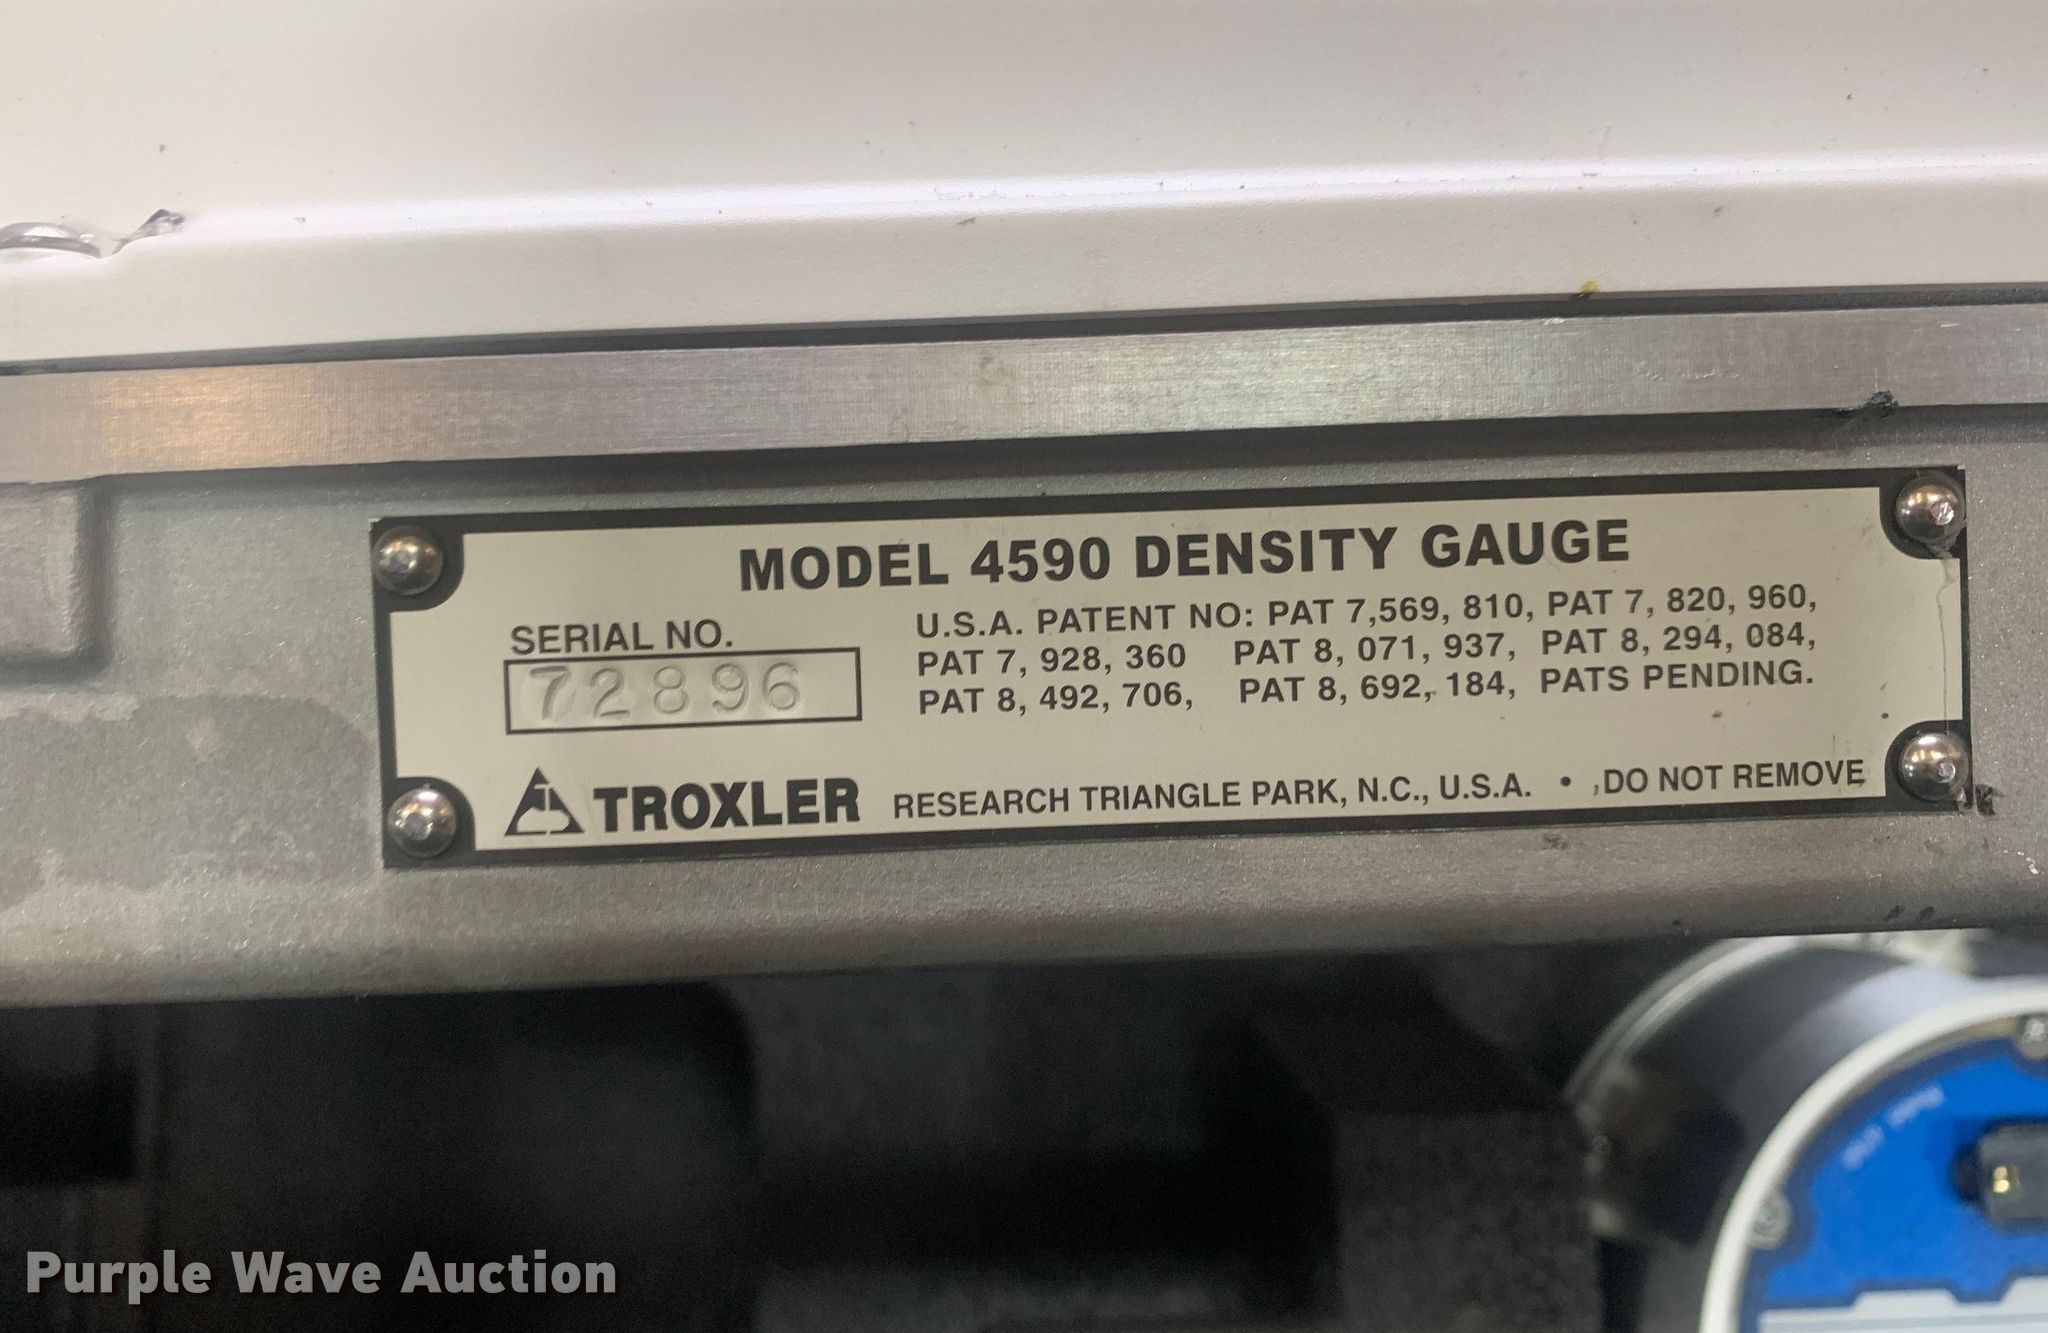 MODEL 4590 DENSITY GAUGE
SERIAL NO.
72896
U.S.A. PATENT NO: PAT 7,569, 810, PAT 7, 820, 960,
PAT 7, 928, 360 PAT 8, 071, 937, PAT 8, 294, 084,
PAT 8, 492, 706, PAT 8, 692, 184, PATS PENDING.
TROXLER RESEARCH TRIANGLE PARK, N.C., U.S.A. • DO NOT REMOVE
Purple Wave Auction